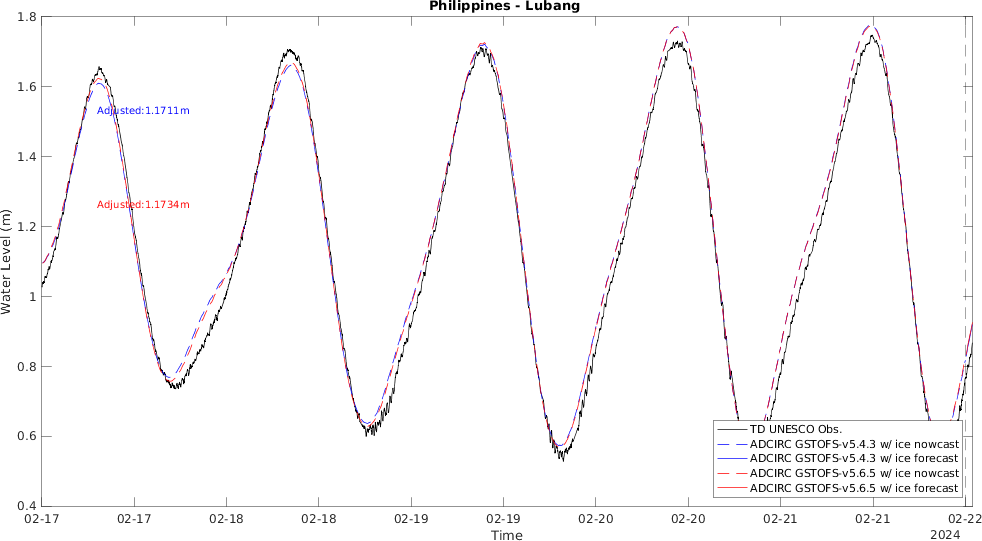 Philippines - Lubang
1.8
1.6
1.4
1.2
1
0.8
0.6
0.4
Water Level (m)
Adjusted:1.1711m
Adjusted:1.1734m
TD UNESCO Obs.
ADCIRC GSTOFS-v5.4.3 w/ ice nowcast
ADCIRC GSTOFS-v5.4.3 w/ ice forecast
ADCIRC GSTOFS-v5.6.5 w/ ice nowcast
ADCIRC GSTOFS-v5.6.5 w/ ice forecast
02-17 02-17 02-18 02-18 02-19 02-19 02-20 02-20 02-21 02-21 02-22
Time
2024